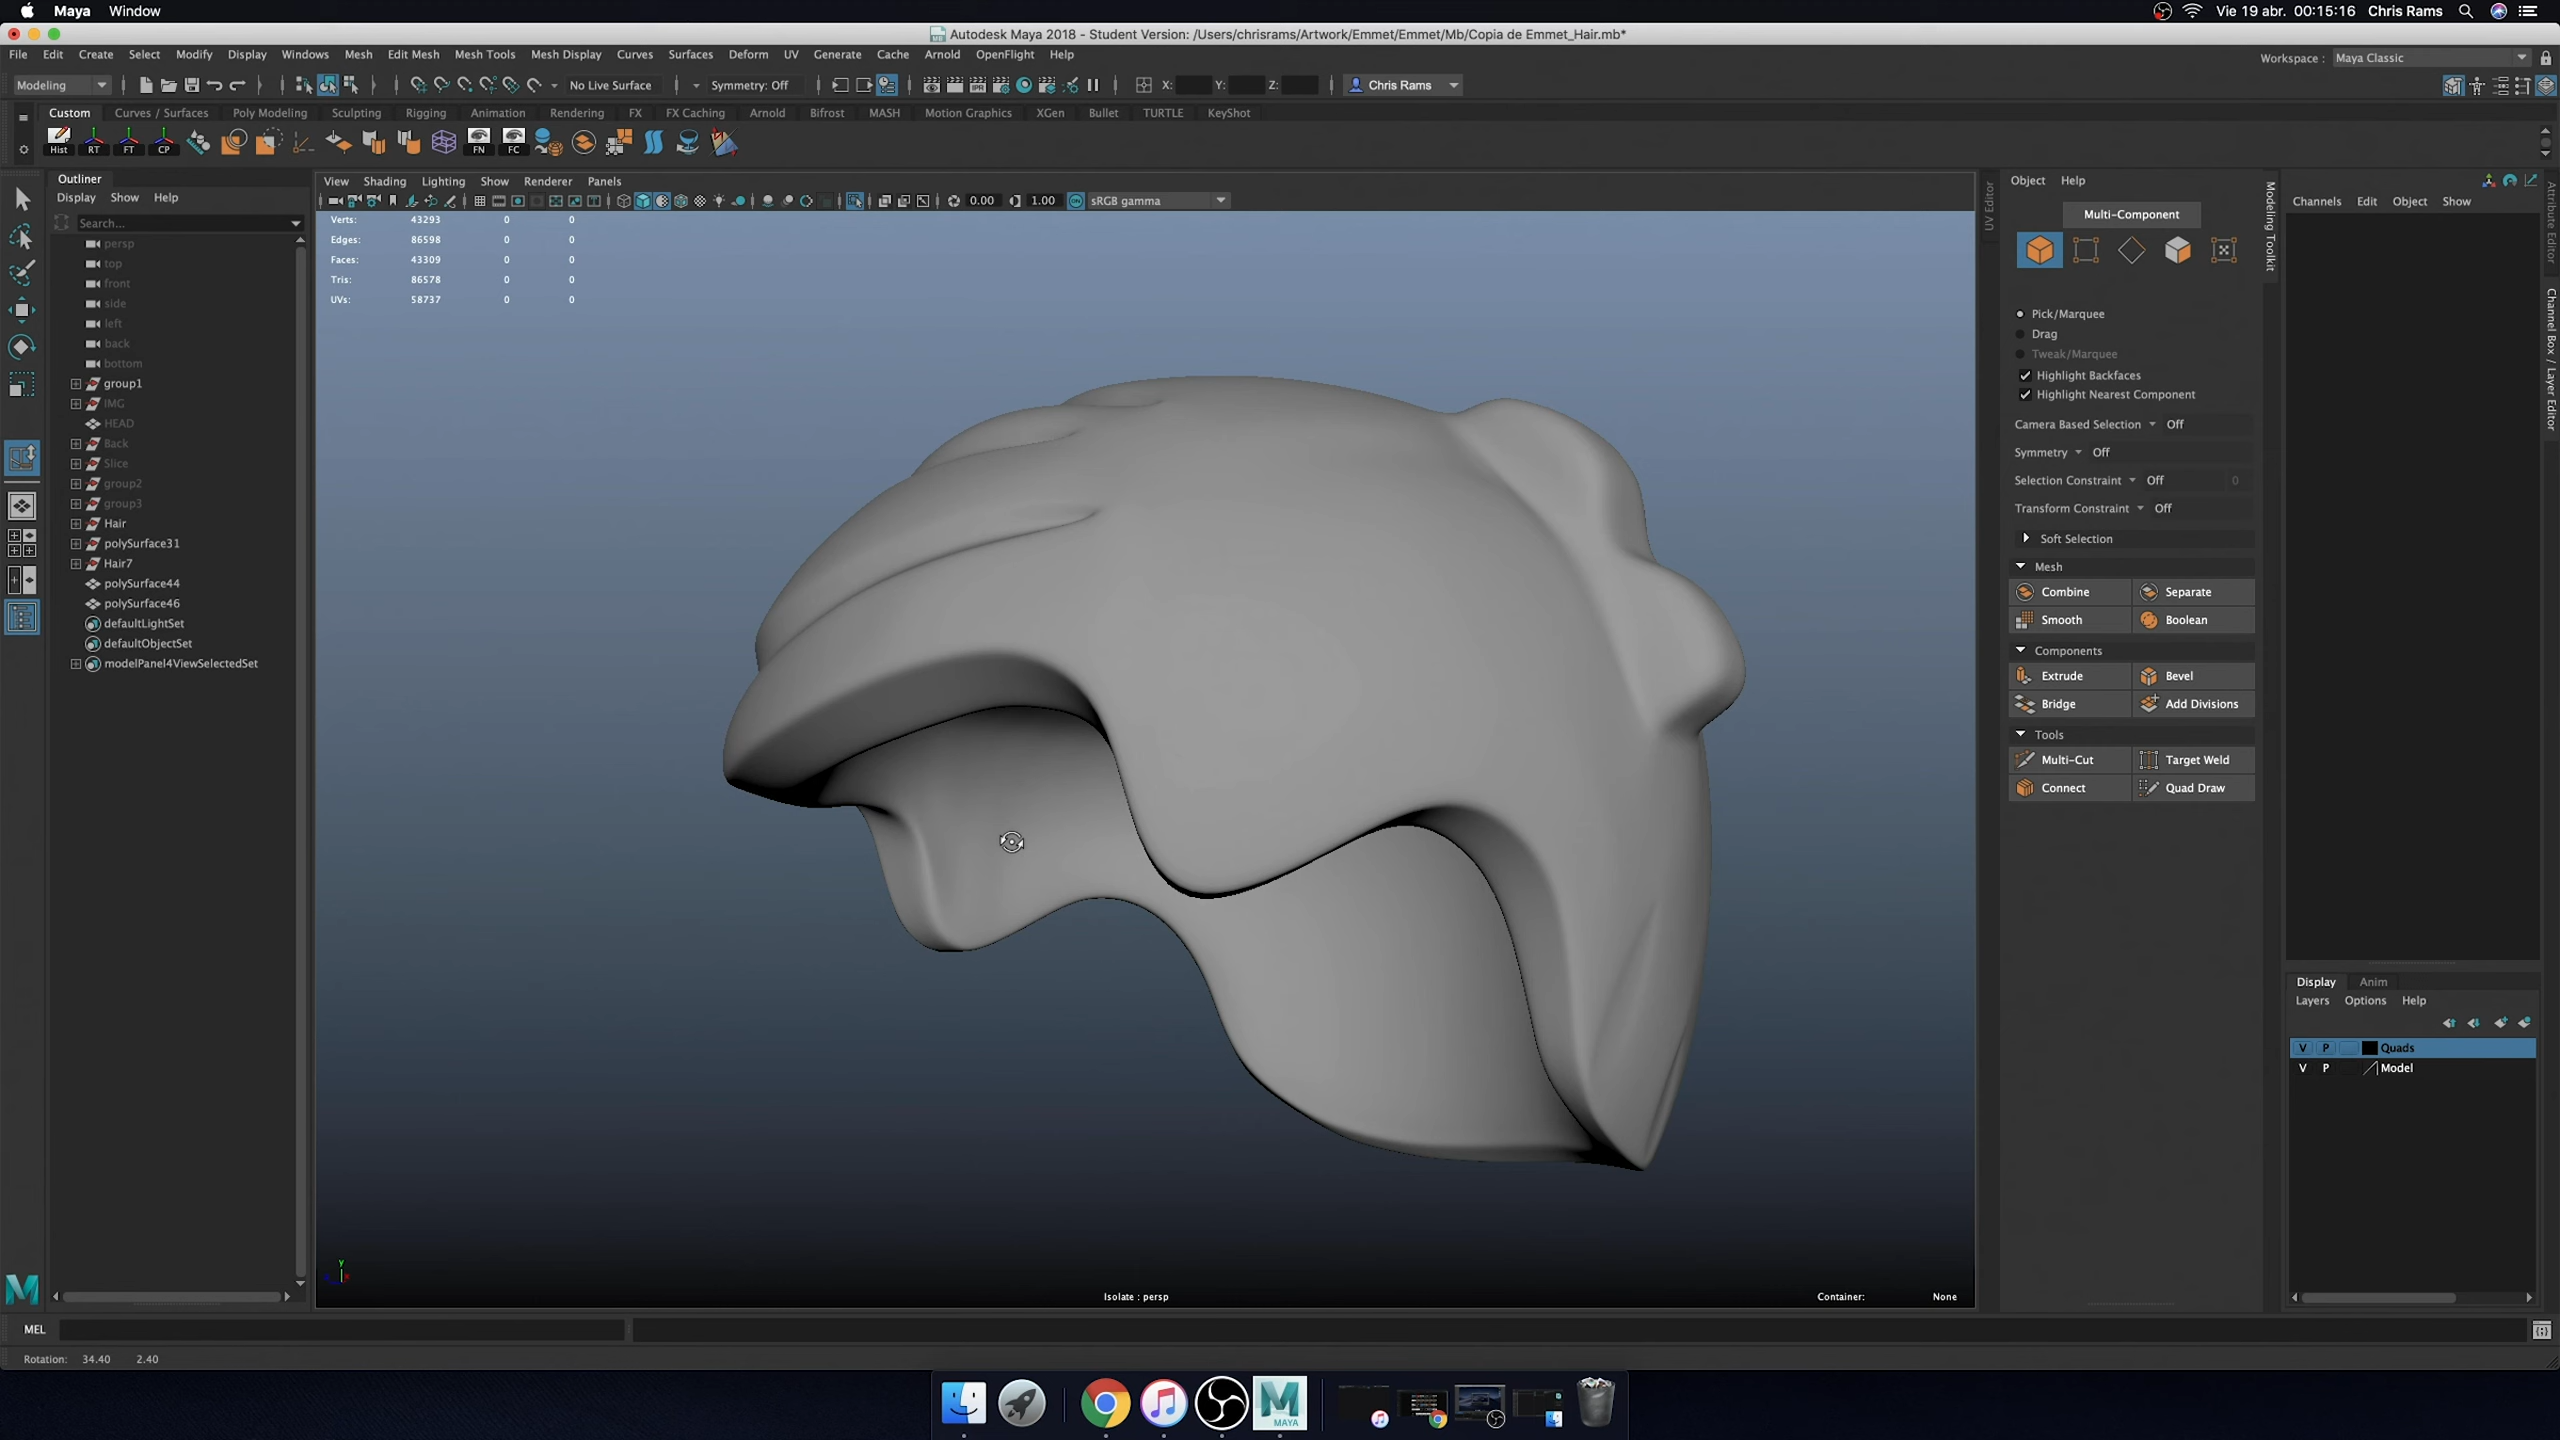 Maya Window Vie 19 abr. 00:15:16 Chris Rams
Autodesk Maya 2018 - Student Version: /Users/chrisrams/Artwork/Emmet/Emmet/Mb/Copia de Emmet_Hair.mb*
File Edit Create Select Modify Display Windows Mesh Edit Mesh Mesh Tools Mesh Display Curves Surfaces Deform UV Generate Cache Arnold OpenFlight Help Workspace : Maya Classic
Modeling No Live Surface Symmetry: Off X: Y: Z: Chris Rams
Custom Curves / Surfaces Poly Modeling Sculpting Rigging Animation Rendering FX FX Caching Arnold Bifrost MASH Motion Graphics XGen Bullet TURTLE KeyShot
Hist RT FT CP FN FC
Outliner
Display Show Help
Search...
persp
top
front
side
left
back
bottom
group1
IMG
HEAD
Back
Slice
group2
group3
Hair
polySurface31
Hair7
polySurface44
polySurface46
defaultLightSet
defaultObjectSet
modelPanel4ViewSelectedSet
View Shading Lighting Show Renderer Panels
0.00 1.00 sRGB gamma
Verts: 43293 0 0
Edges: 86598 0 0
Faces: 43309 0 0
Tris: 86578 0 0
UVs: 58737 0 0
y
Isolate : persp
Container: None
UV Editor
Object Help
Multi-Component
Pick/Marquee
Drag
Tweak/Marquee
Highlight Backfaces
Highlight Nearest Component
Camera Based Selection Off
Symmetry Off
Selection Constraint Off 0
Transform Constraint Off
Soft Selection
Mesh
Combine Separate
Smooth Boolean
Components
Extrude Bevel
Bridge Add Divisions
Tools
Multi-Cut Target Weld
Connect Quad Draw
Modeling Toolkit
Channels Edit Object Show
Attribute Editor
Channel Box / Layer Editor
Display Anim
Layers Options Help
V P Quads
V P Model
MEL
Rotation: 34.40 2.40
MAYA